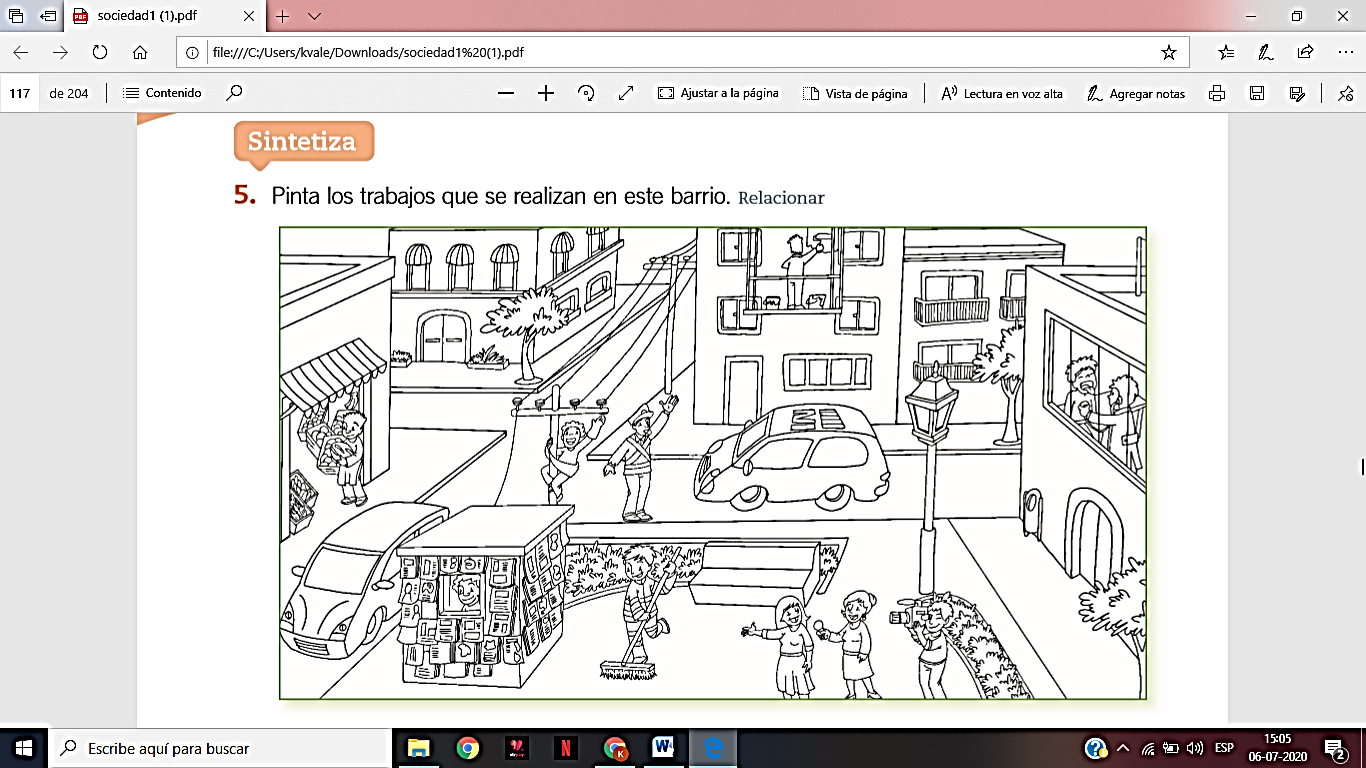 sociedad1 (1).pdf
file:///C:/Users/kvale/Downloads/sociedad1%20(1).pdf
117 de 204 Contenido Ajustar a la página Vista de página Lectura en voz alta Agregar notas
Sintetiza
5. Pinta los trabajos que se realizan en este barrio. Relacionar
Escribe aquí para buscar
ESP
15:05
06-07-2020
2